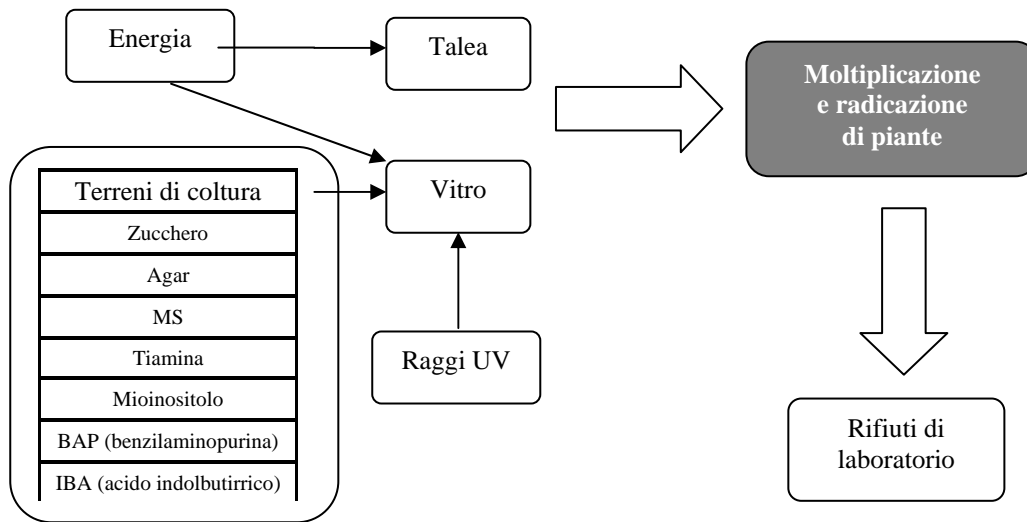 Energia
Talea
Moltiplicazione
e radicazione
di piante
Terreni di coltura
Zucchero
Agar
MS
Tiamina
Mioinositolo
BAP (benzilaminopurina)
IBA (acido indolbutirrico)
Vitro
Raggi UV
Rifiuti di
laboratorio